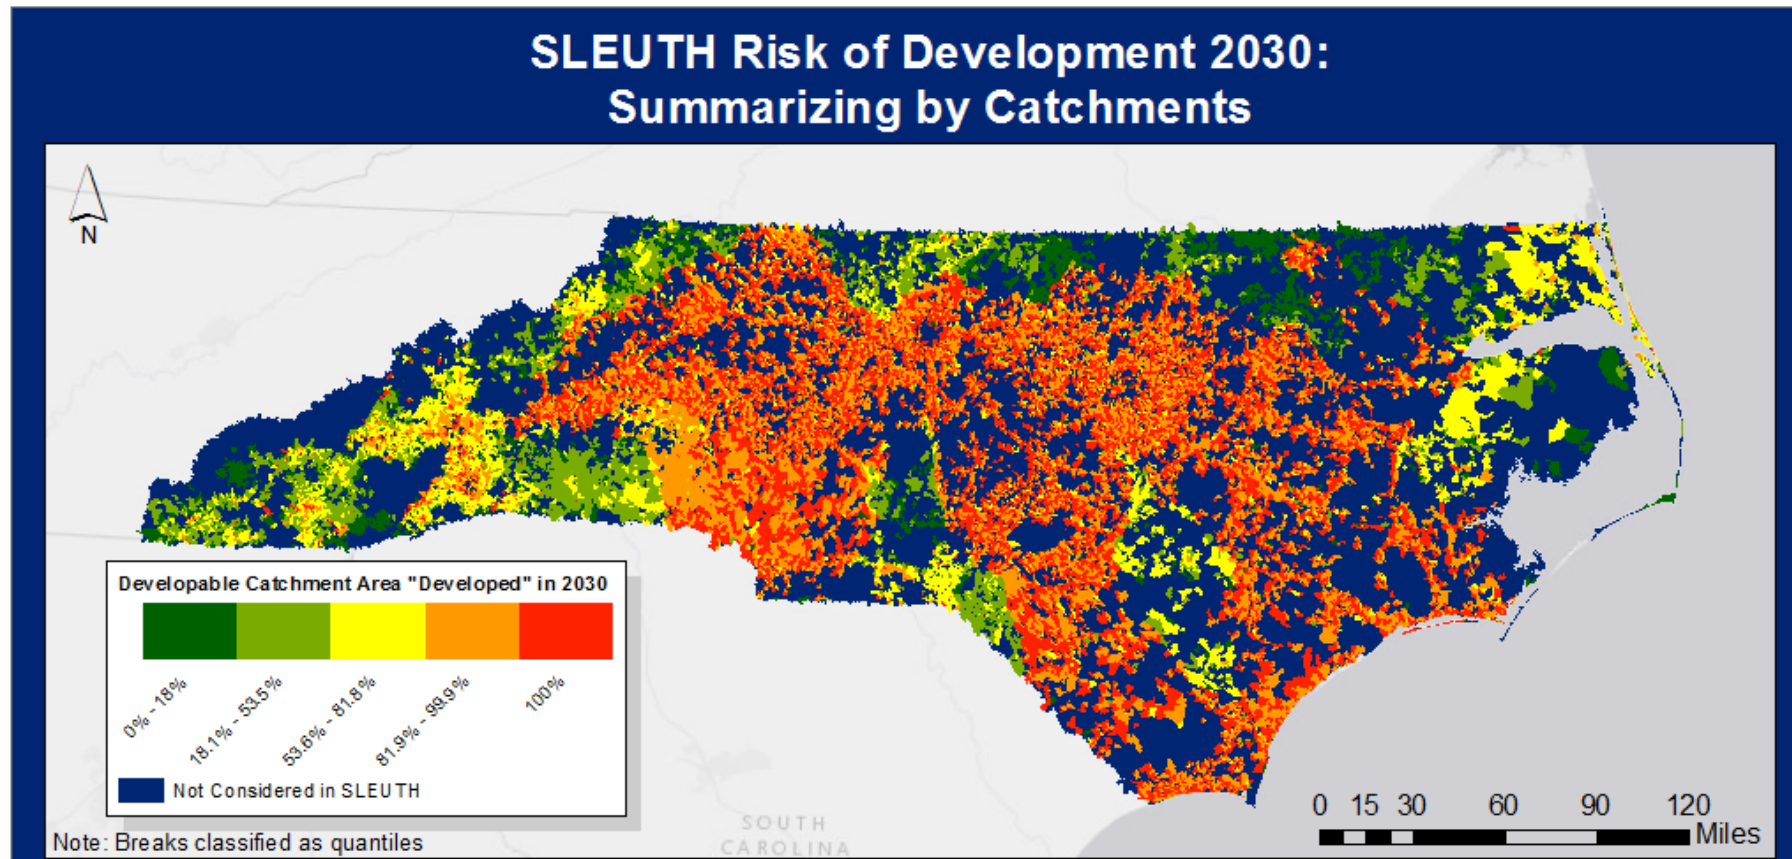 SLEUTH Risk of Development 2030:
Summarizing by Catchments
N
Developable Catchment Area "Developed" in 2030
0% - 18%
18.1% - 53.5%
53.6% - 81.8%
81.9% - 99.9%
100%
Not Considered in SLEUTH
Note: Breaks classified as quantiles
SOUTH
CAROLINA
0 15 30 60 90 120
Miles